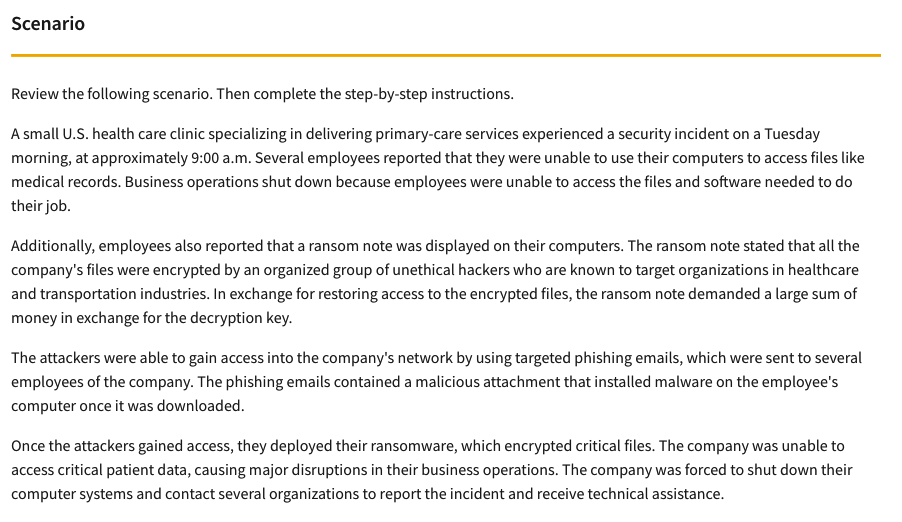 Scenario
Review the following scenario. Then complete the step-by-step instructions.
A small U.S. health care clinic specializing in delivering primary-care services experienced a security incident on a Tuesday
morning, at approximately 9:00 a.m. Several employees reported that they were unable to use their computers to access files like
medical records. Business operations shut down because employees were unable to access the files and software needed to do
their job.
Additionally, employees also reported that a ransom note was displayed on their computers. The ransom note stated that all the
company's files were encrypted by an organized group of unethical hackers who are known to target organizations in healthcare
and transportation industries. In exchange for restoring access to the encrypted files, the ransom note demanded a large sum of
money in exchange for the decryption key.
The attackers were able to gain access into the company's network by using targeted phishing emails, which were sent to several
employees of the company. The phishing emails contained a malicious attachment that installed malware on the employee's
computer once it was downloaded.
Once the attackers gained access, they deployed their ransomware, which encrypted critical files. The company was unable to
access critical patient data, causing major disruptions in their business operations. The company was forced to shut down their
computer systems and contact several organizations to report the incident and receive technical assistance.